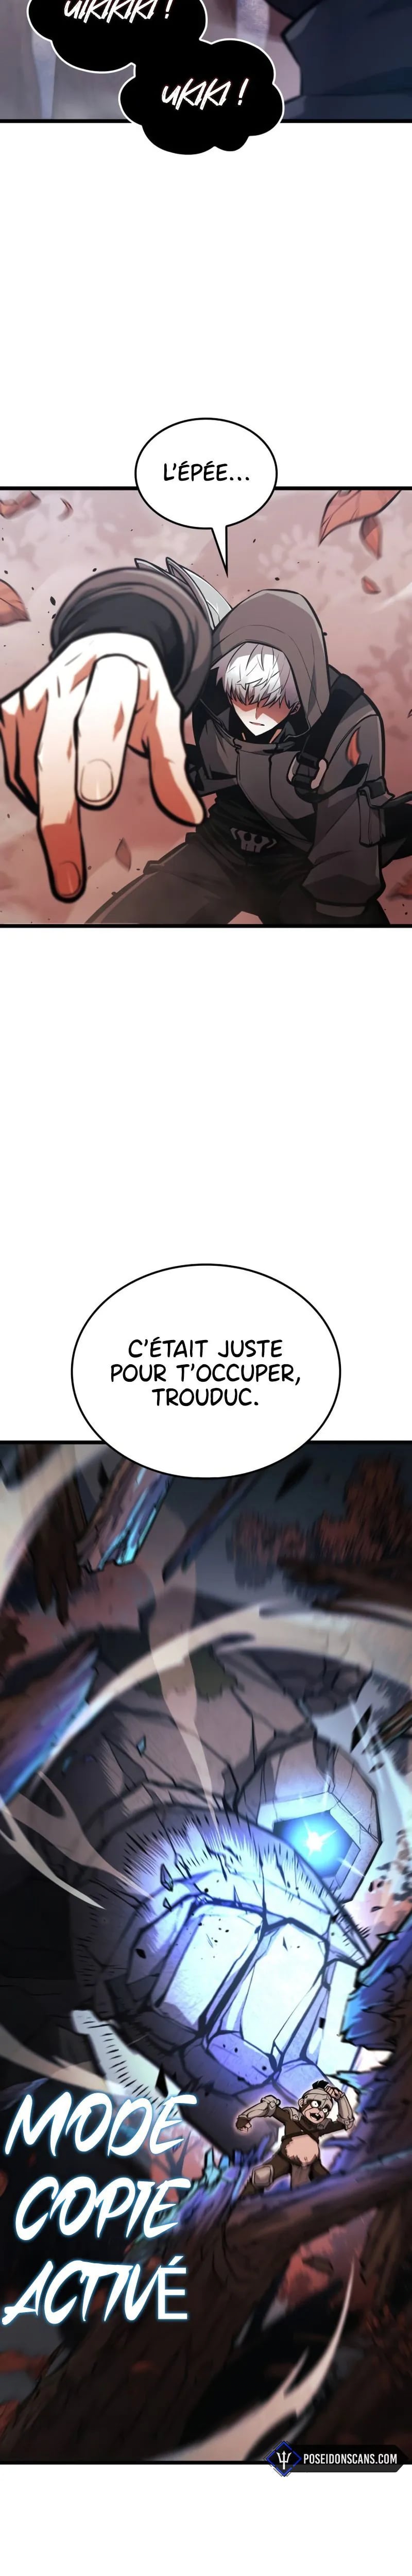 UKIKIKI !
UKIKI !
L'ÉPÉE...
C'ÉTAIT JUSTE
POUR T'OCCUPER,
TROUDUC.
MODE
COPIE
ACTIVÉ
POSEIDONSCANS.COM